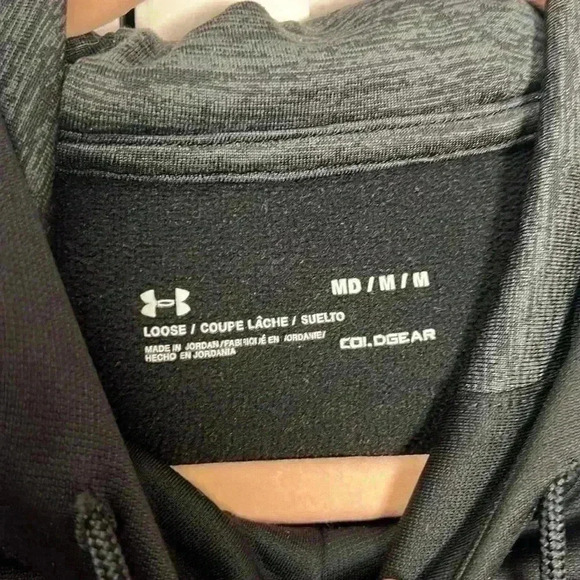 MD / M / M
LOOSE / COUPE LÂCHE / SUELTO
MADE IN JORDAN/FABRIQUÉ EN JORDANIE/
HECHO EN JORDANIA
COLDGEAR